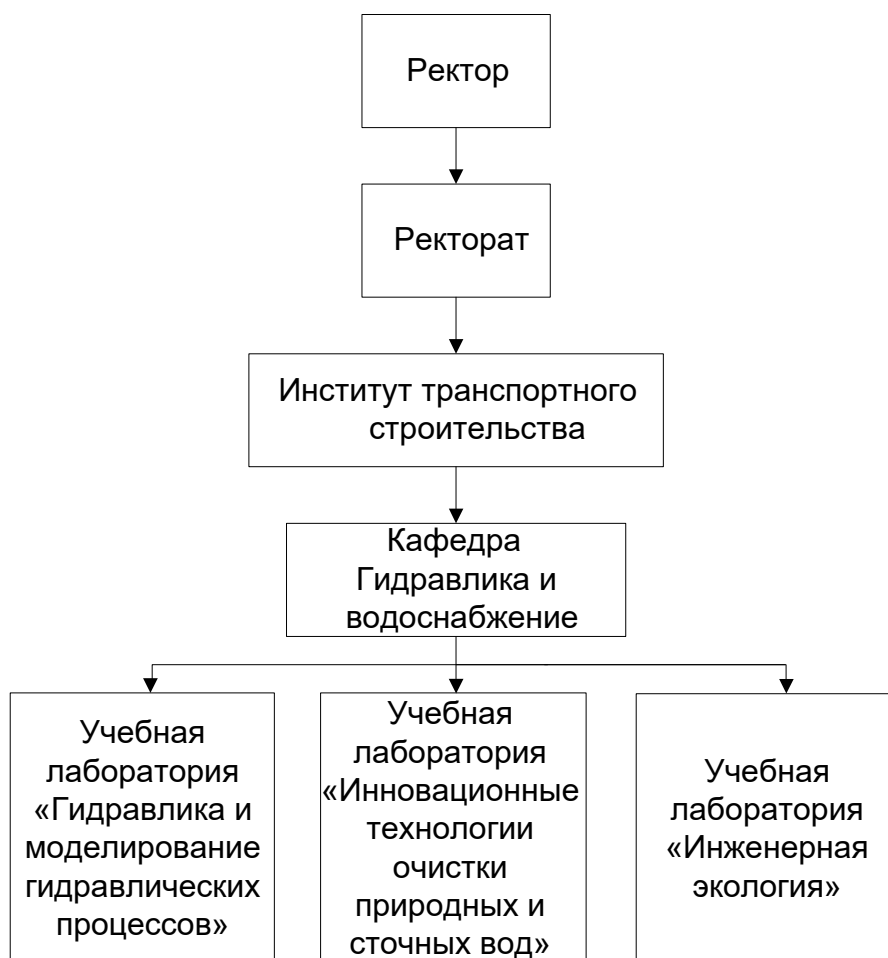 Ректор
Ректорат
Институт транспортного
строительства
Кафедра
Гидравлика и
водоснабжение
Учебная
лаборатория
«Гидравлика и
моделирование
гидравлических
процессов»
Учебная
лаборатория
«Инновационные
технологии
очистки
природных и
сточных вод»
Учебная
лаборатория
«Инженерная
экология»